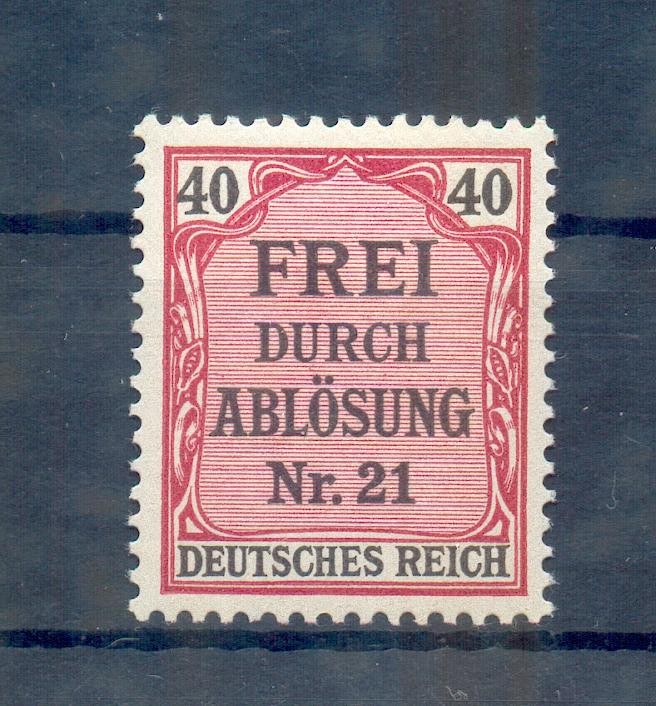 40 40
FREI
DURCH
ABLÖSUNG
Nr. 21
DEUTSCHES REICH